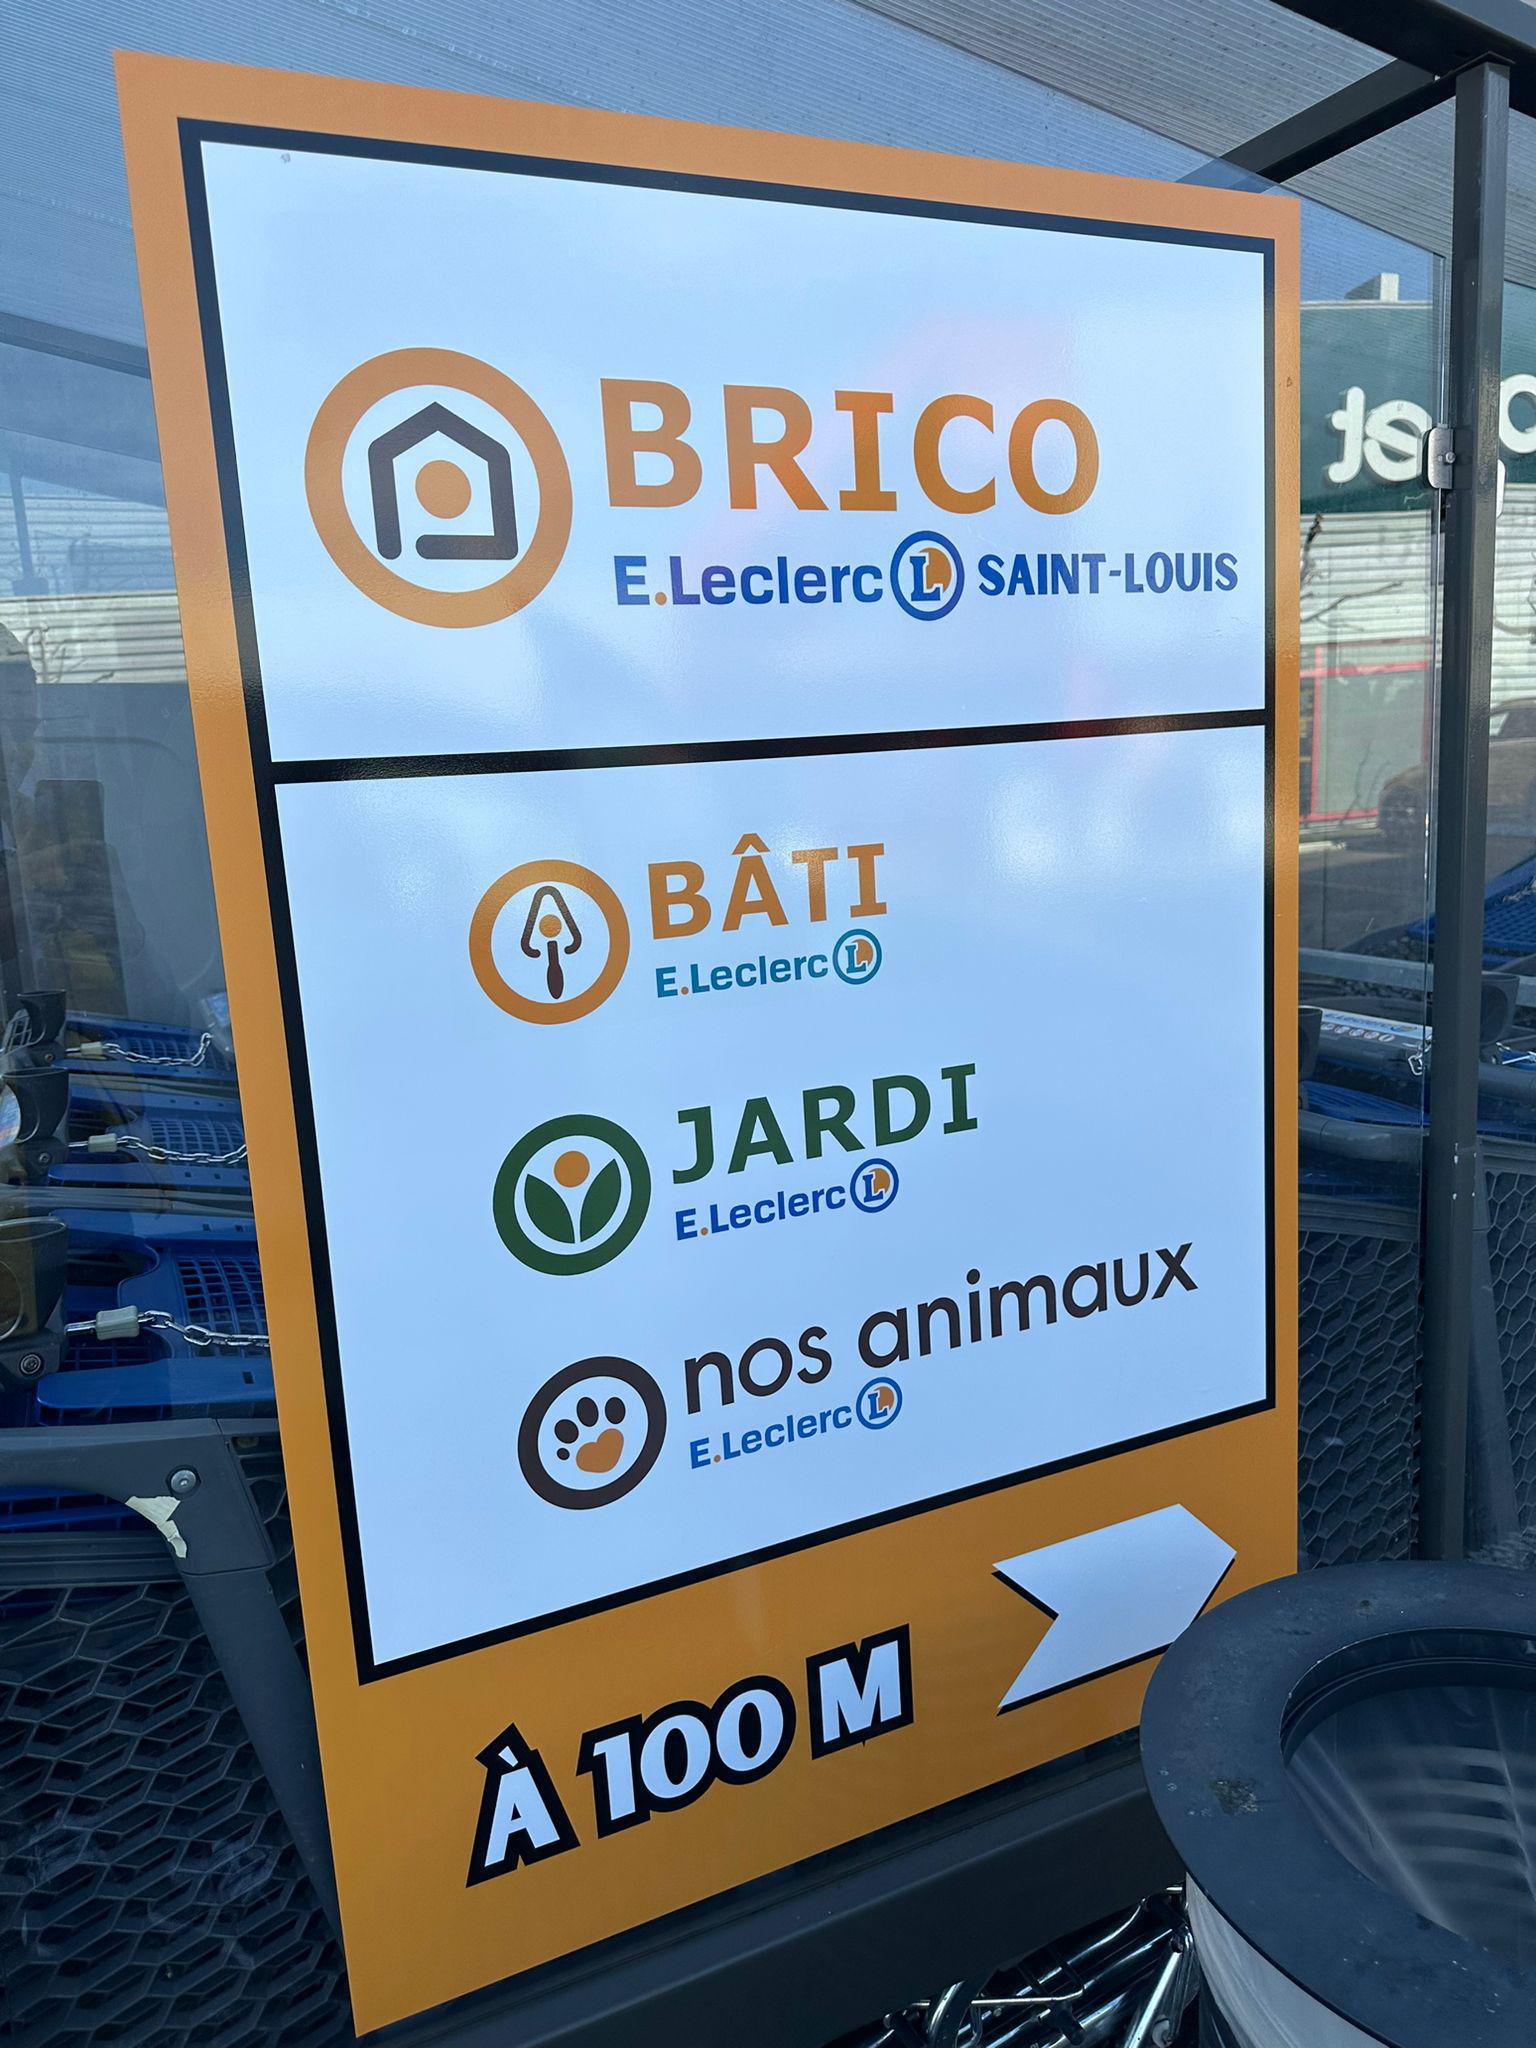 BRICO
E.Leclerc L SAINT-LOUIS
BÂTI
E.Leclerc L
JARDI
E.Leclerc L
nos animaux
E.Leclerc L
À 100 M